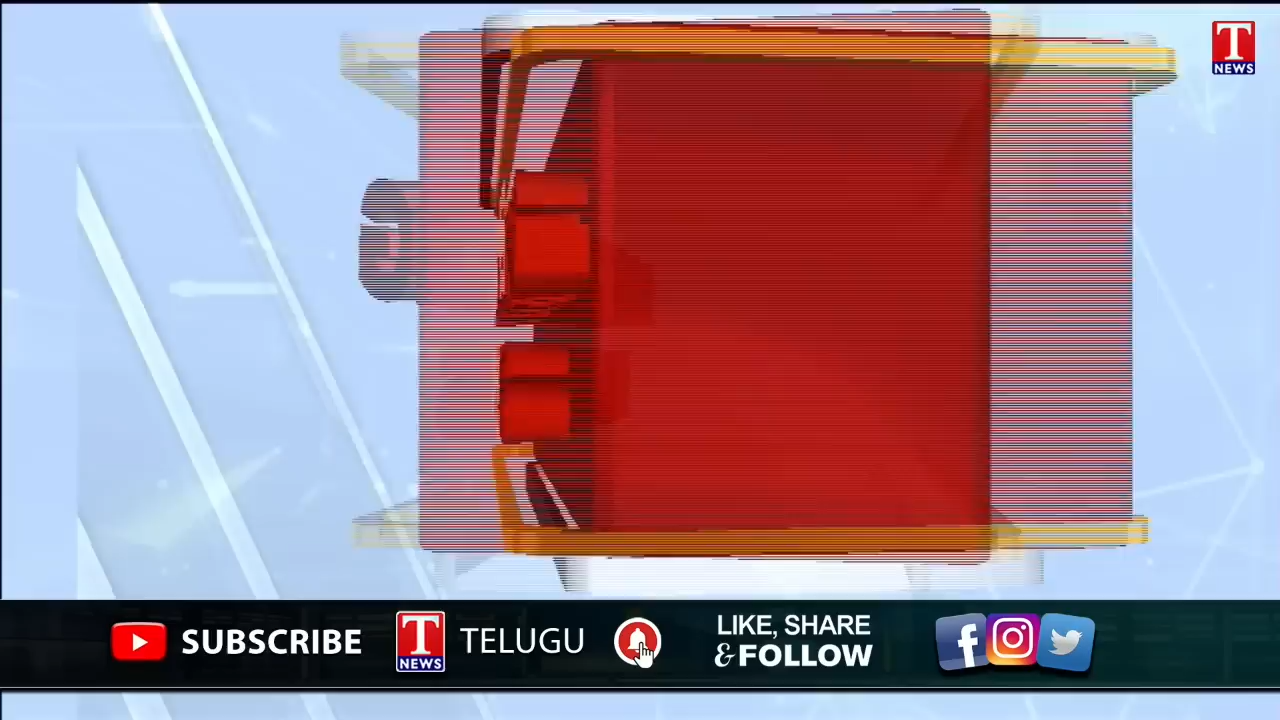 T
NEWS
SUBSCRIBE
T
NEWS
TELUGU
LIKE, SHARE
& FOLLOW